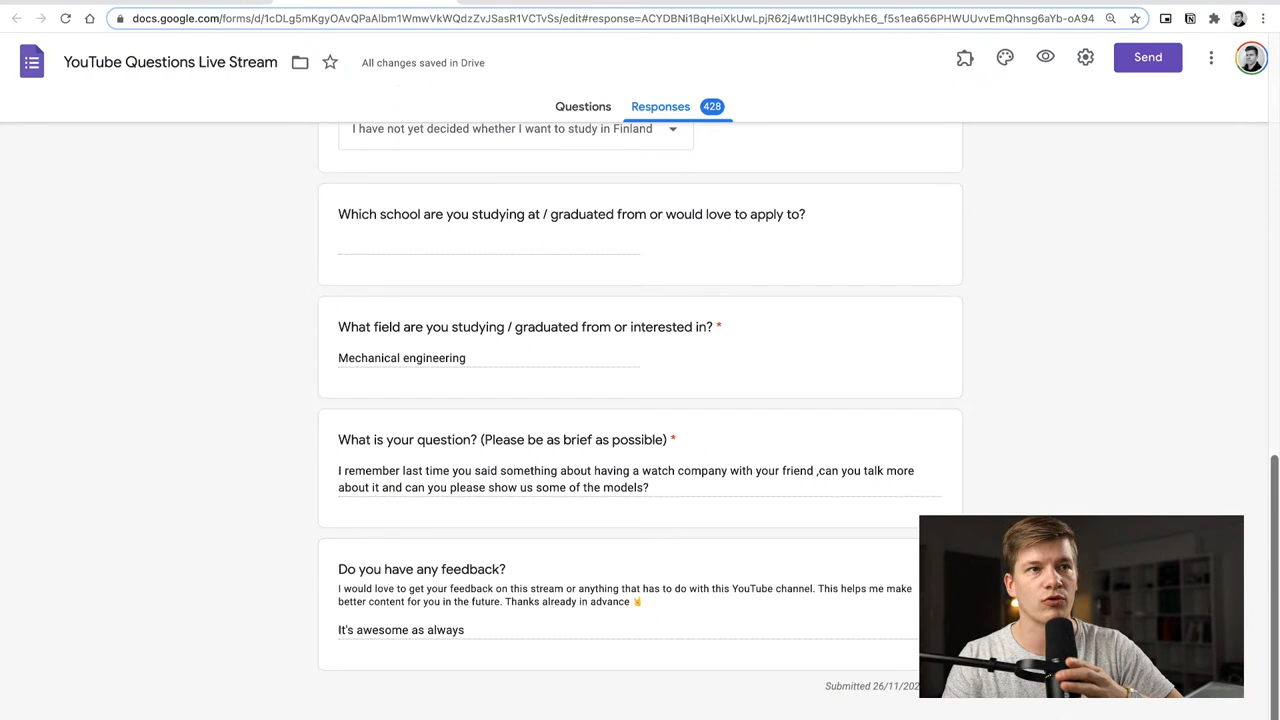 docs.google.com/forms/d/1cDLg5mKgyOAvQPaAlbm1WmwVkWQdzZvJSasR1VCTvSs/edit#response=ACYDBNi1BqHeiXkUwLpjR62j4wtI1HC9BykhE6_f5s1ea656PHWUUvvEmQhnsg6aYb-oA94
YouTube Questions Live Stream
All changes saved in Drive
Send
Questions
Responses 428
I have not yet decided whether I want to study in Finland
Which school are you studying at / graduated from or would love to apply to?
What field are you studying / graduated from or interested in? *
Mechanical engineering
What is your question? (Please be as brief as possible) *
I remember last time you said something about having a watch company with your friend ,can you talk more
about it and can you please show us some of the models?
Do you have any feedback?
I would love to get your feedback on this stream or anything that has to do with this YouTube channel. This helps me make
better content for you in the future. Thanks already in advance 🤘
It's awesome as always
Submitted 26/11/202